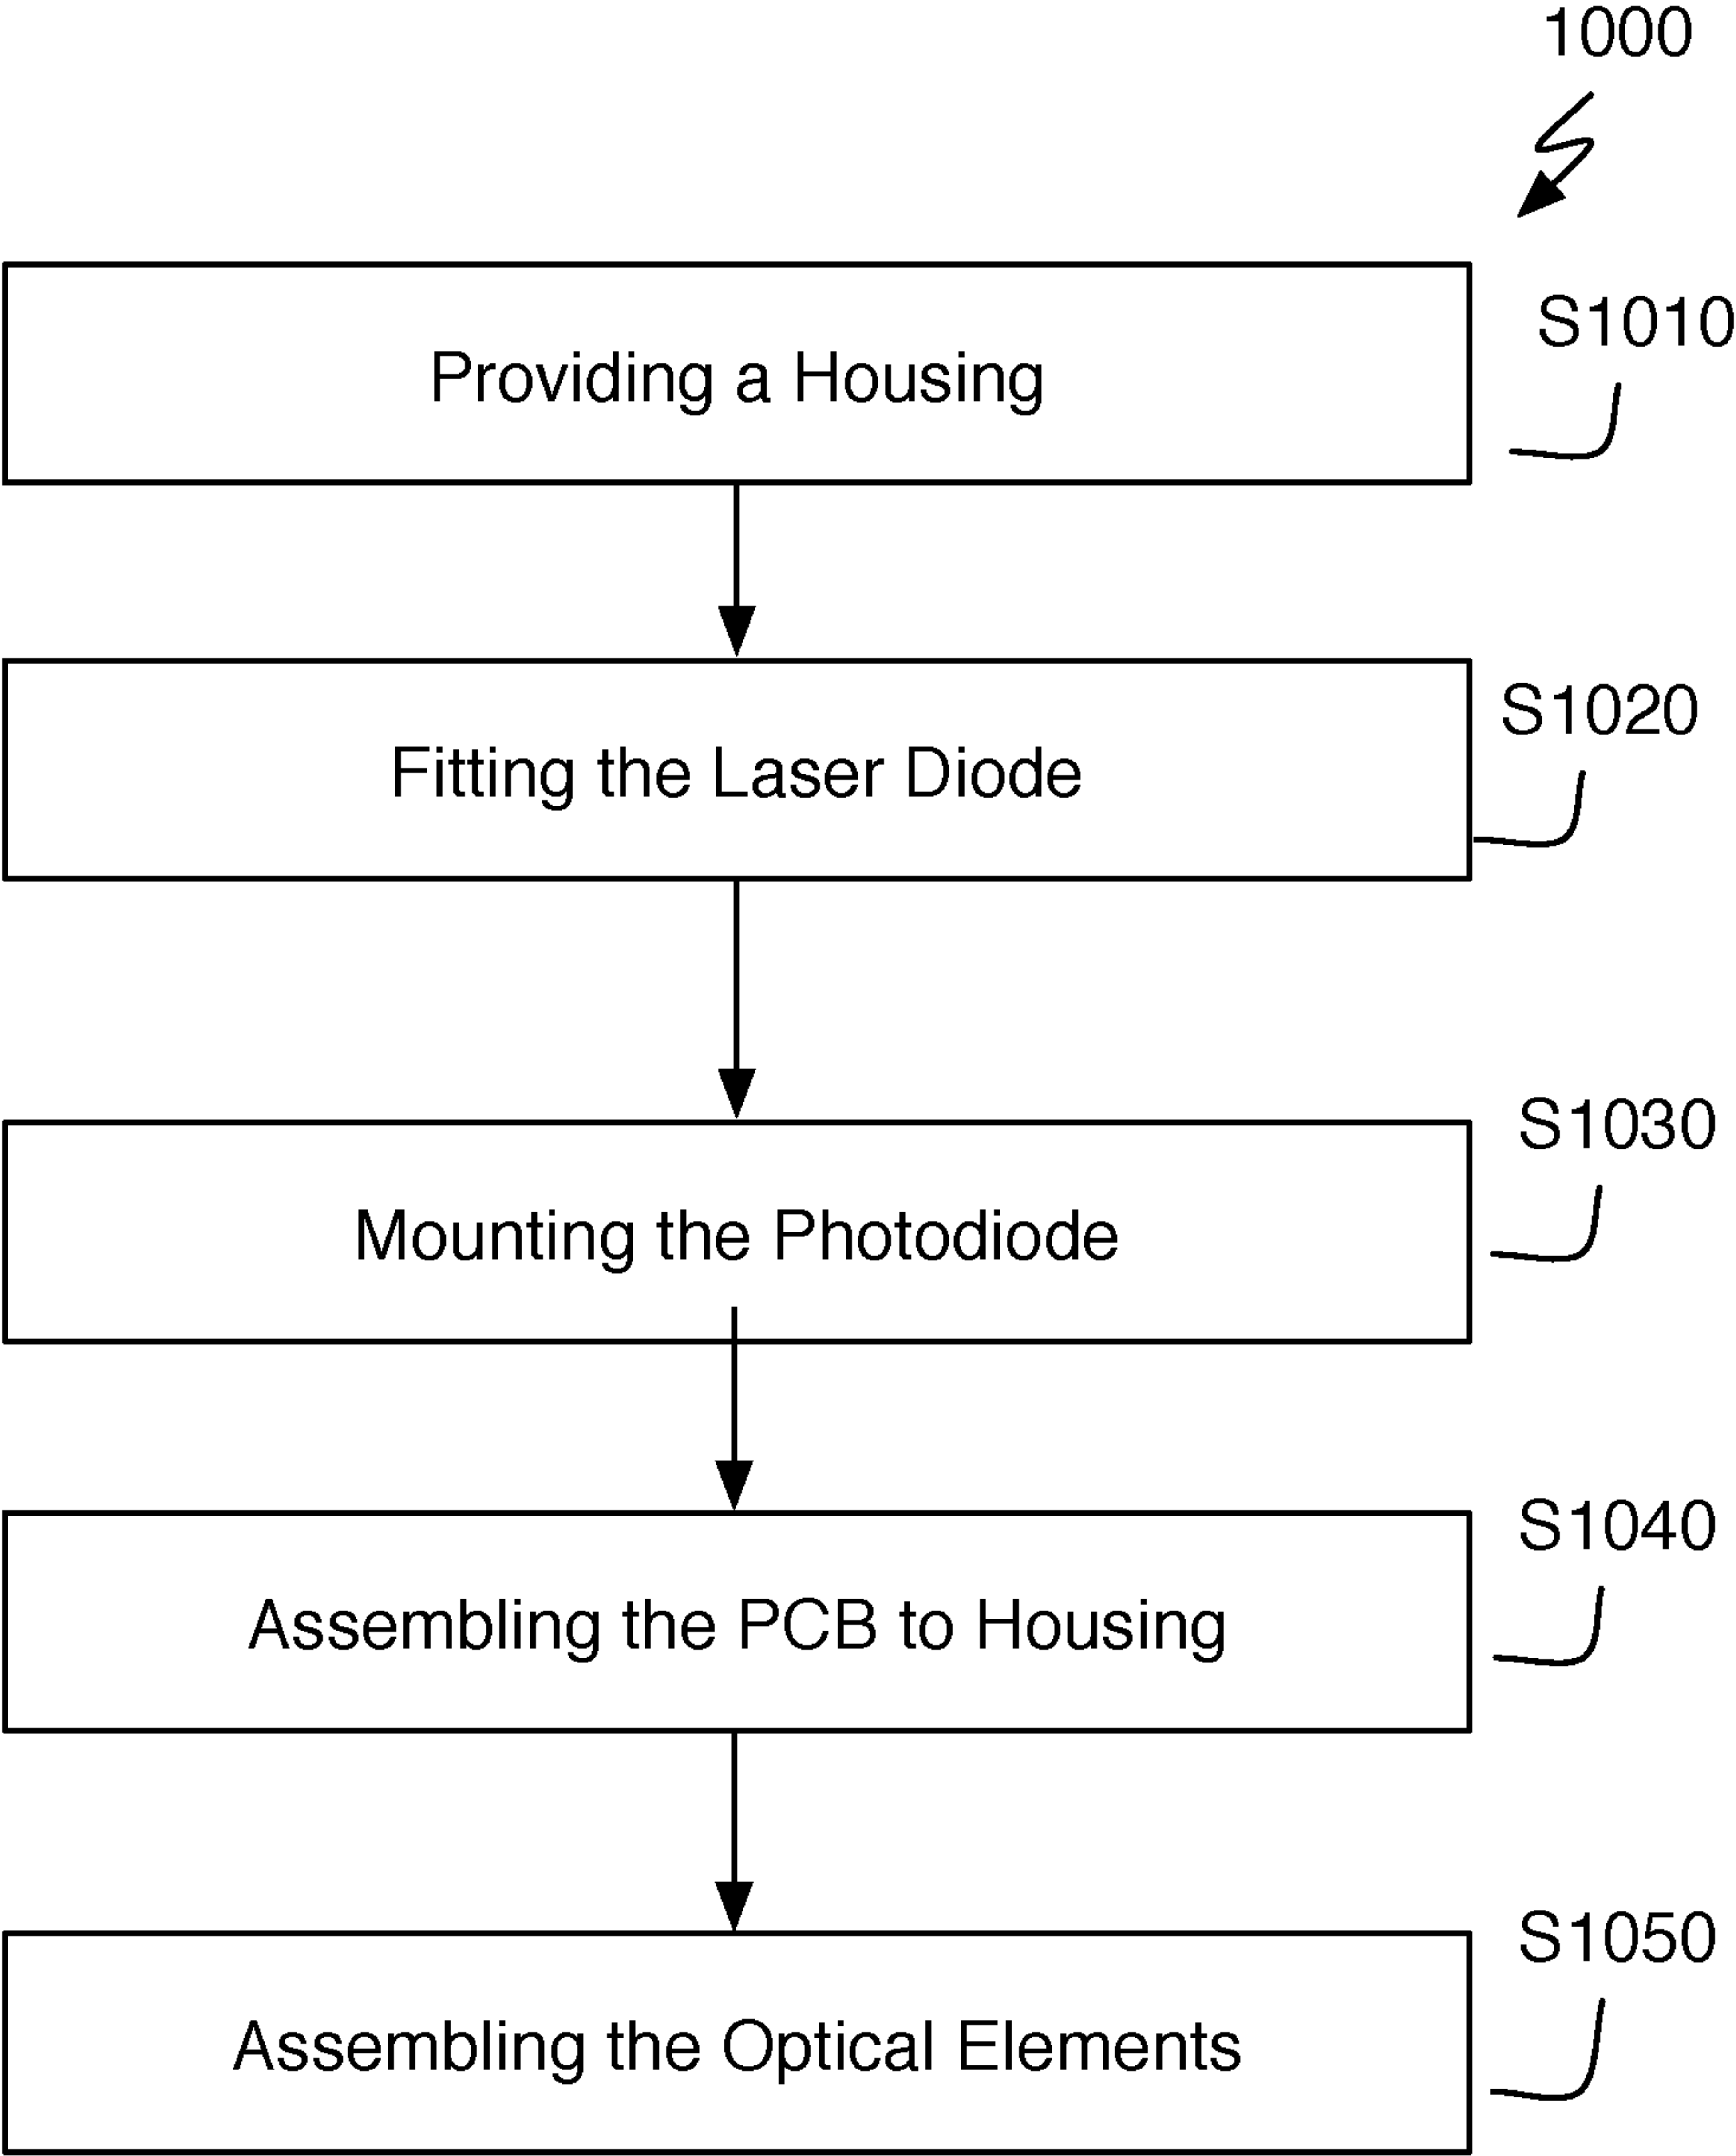 1000
S1010
Providing a Housing
S1020
Fitting the Laser Diode
S1030
Mounting the Photodiode
S1040
Assembling the PCB to Housing
S1050
Assembling the Optical Elements